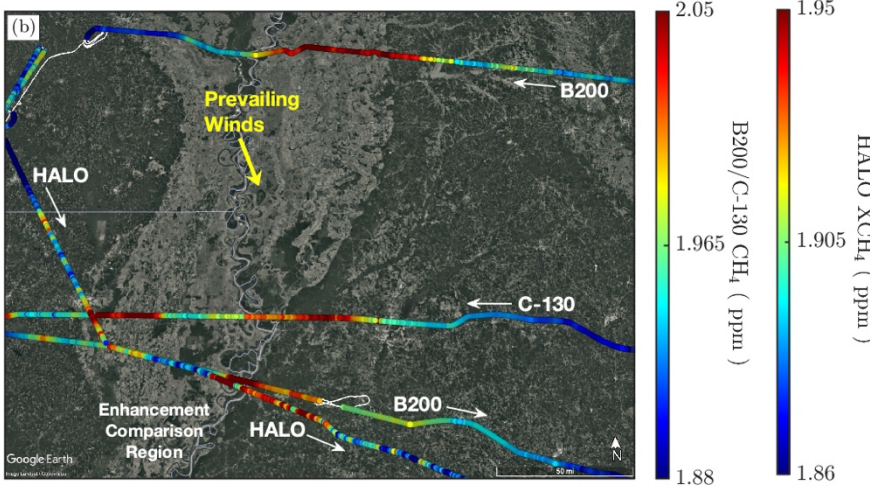 (b)
B200
Prevailing
Winds
HALO
C-130
B200
Enhancement
Comparison
Region
HALO
Google Earth
N
50 mi
2.05
1.965
1.88
B200/C-130 CH₄ ( ppm )
1.95
1.905
1.86
HALO XCH₄ ( ppm )